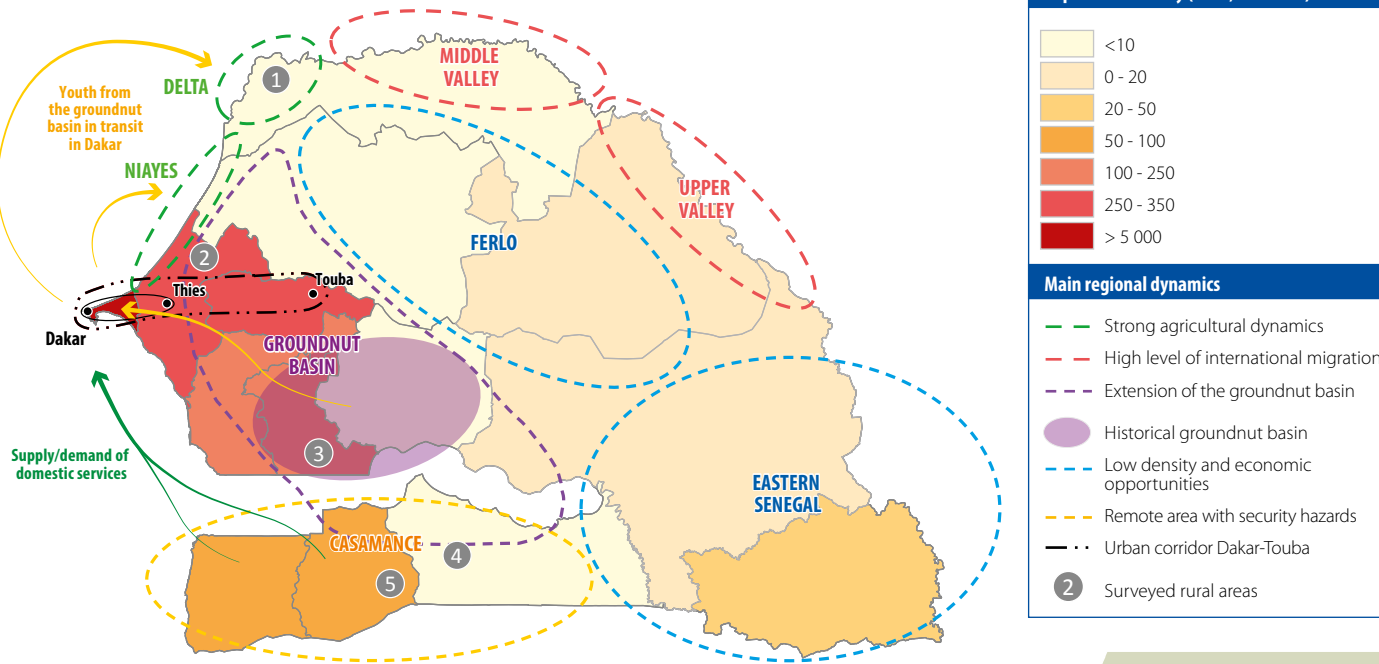 MIDDLE
VALLEY
DELTA
1
Youth from
the groundnut
basin in transit
in Dakar
NIAYES
UPPER
VALLEY
FERLO
2
Touba
Thies
Dakar
GROUNDNUT
BASIN
3
Supply/demand of
domestic services
EASTERN
SENEGAL
CASAMANCE
4
5
<10
0 - 20
20 - 50
50 - 100
100 - 250
250 - 350
> 5 000
Main regional dynamics
Strong agricultural dynamics
High level of international migration
Extension of the groundnut basin
Historical groundnut basin
Low density and economic
opportunities
Remote area with security hazards
Urban corridor Dakar-Touba
2
Surveyed rural areas